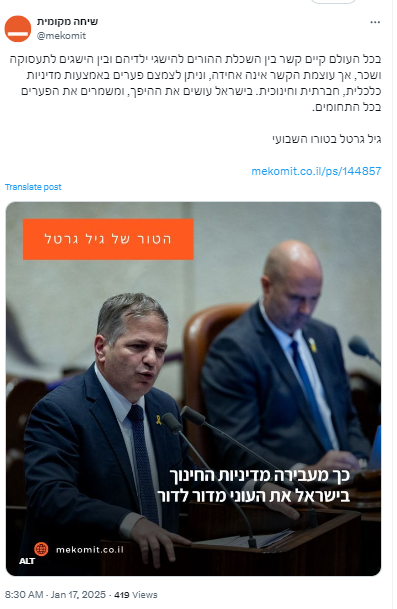 שיחה מקומית
@mekomit
בכל העולם קיים קשר בין השכלת ההורים להישגי ילדיהם ובין הישגים לתעסוקה
ושכר, אך עוצמת הקשר אינה אחידה, וניתן לצמצם פערים באמצעות מדיניות
כלכלית, חברתית וחינוכית. בישראל עושים את ההיפך, ומשמרים את הפערים
בכל התחומים.
גיל גרטל בטורו השבועי
mekomit.co.il/ps/144857
Translate post
הטור של גיל גרטל
כך מעבירה מדיניות החינוך
בישראל את העוני מדור לדור
mekomit.co.il
ALT
8:30 AM · Jan 17, 2025 · 419 Views